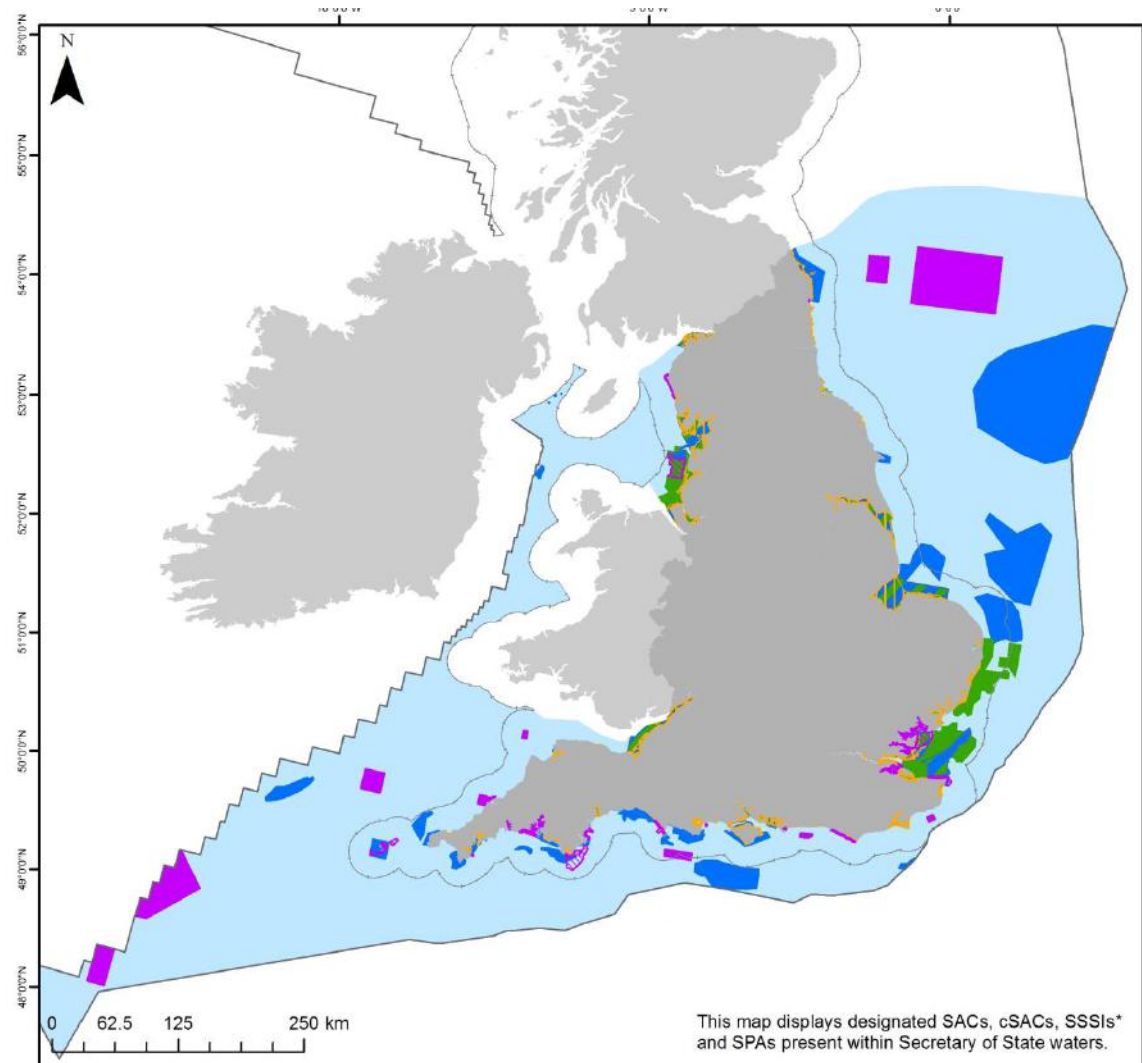 N
56°0'0"N
55°0'0"N
54°0'0"N
53°0'0"N
52°0'0"N
51°0'0"N
50°0'0"N
49°0'0"N
48°0'0"N
0 62.5 125 250 km
This map displays designated SACs, cSACs, SSSIs*
and SPAs present within Secretary of State waters.